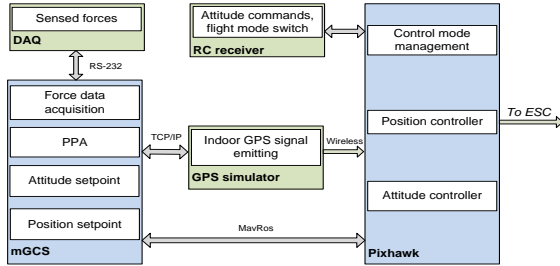 Sensed forces
DAQ
RS-232
Attitude commands,
flight mode switch
RC receiver
Control mode
management
Force data
acquisition
PPA
Attitude setpoint
Position setpoint
mGCS
TCP/IP
Indoor GPS signal
emitting
GPS simulator
Wireless
Position controller
Attitude controller
To ESC
MavRos
Pixhawk